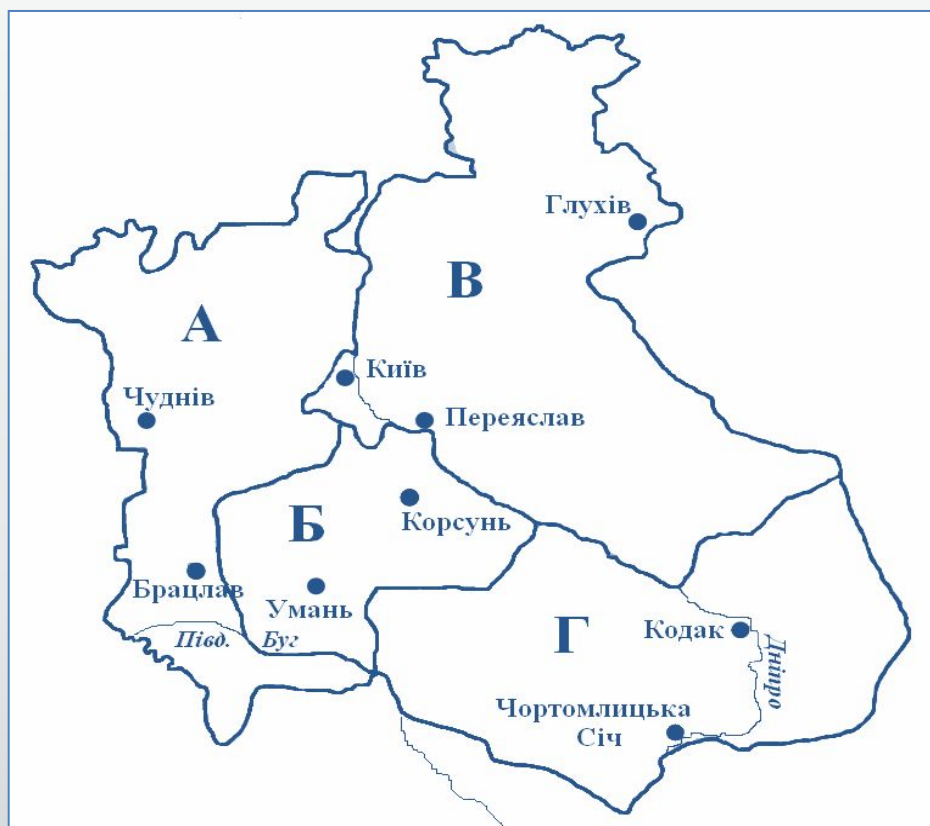 Глухів
В
А
Київ
Чуднів
Переяслав
Б
Корсунь
Брацлав
Умань
Півд. Буг
Г
Кодак
Дніпро
Чортомлицька
Січ